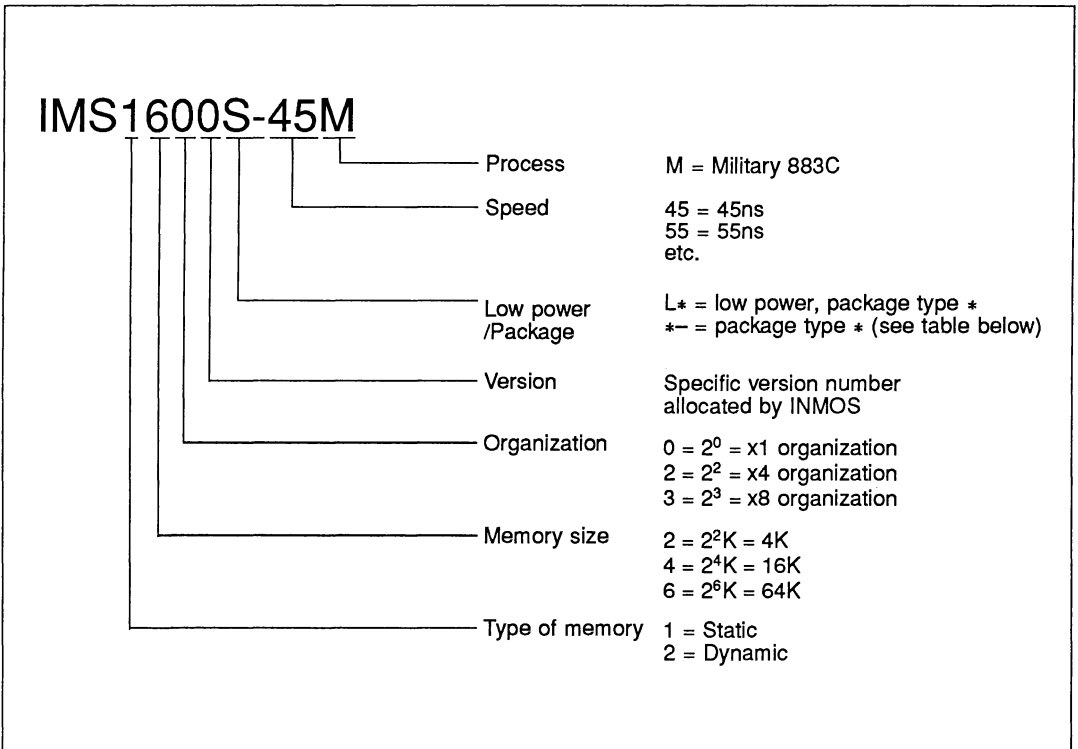 IMS1600S-45M
Process M = Military 883C
Speed 45 = 45ns
55 = 55ns
etc.
Low power L* = low power, package type *
/Package *– = package type * (see table below)
Version Specific version number
allocated by INMOS
Organization 0 = 2⁰ = x1 organization
2 = 2² = x4 organization
3 = 2³ = x8 organization
Memory size 2 = 2²K = 4K
4 = 2⁴K = 16K
6 = 2⁶K = 64K
Type of memory 1 = Static
2 = Dynamic